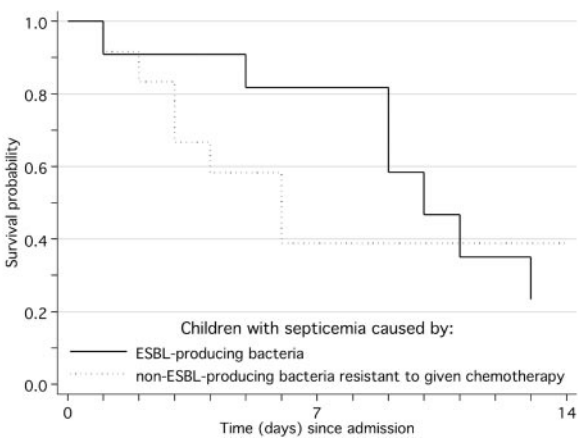 1.0
0.8
0.6
0.4
0.2
0.0
Survival probability
Children with septicemia caused by:
ESBL-producing bacteria
non-ESBL-producing bacteria resistant to given chemotherapy
0 7 14
Time (days) since admission